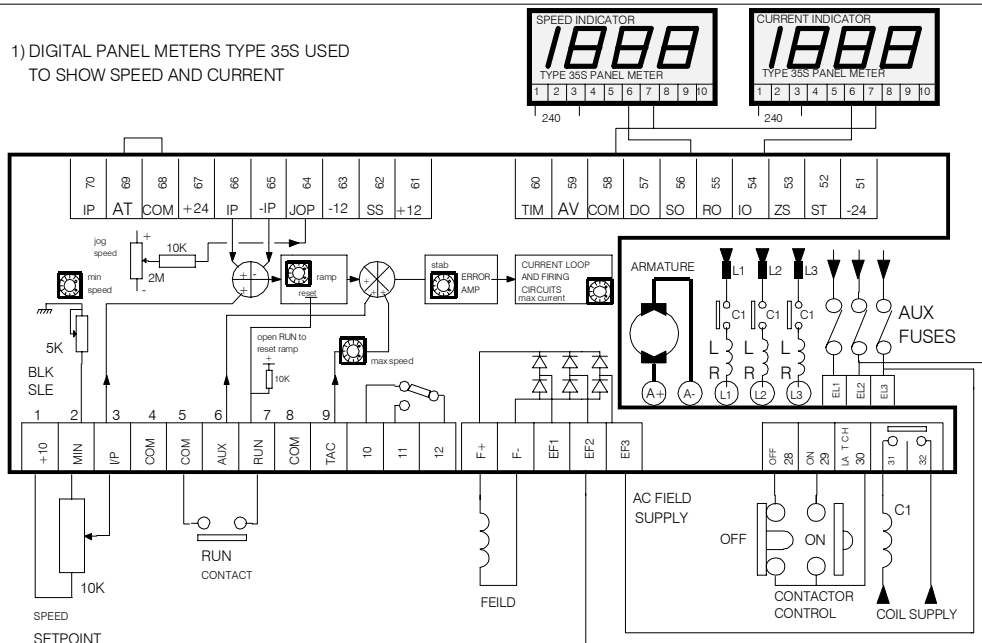 1) DIGITAL PANEL METERS TYPE 35S USED
TO SHOW SPEED AND CURRENT
SPEED INDICATOR
1888
TYPE 35S PANEL METER
1 2 3 4 5 6 7 8 9 10
240
CURRENT INDICATOR
1888
TYPE 35S PANEL METER
1 2 3 4 5 6 7 8 9 10
240
70 69 68 67 66 65 64 63 62 61
IP AT COM +24 IP -IP JOP -12 SS +12
60 59 58 57 56 55 54 53 52 51
TIM AV COM DO SO RO IO ZS ST -24
jog
speed
+
10K
2M
-
min
speed
5K
BLK
SLE
+ - +
ramp
reset
+ + +
stab
ERROR
AMP
CURRENT LOOP
AND FIRING
CIRCUITS
max current
open RUN to
reset ramp
+
10K
max speed
ARMATURE
A+ A-
L1 L2 L3
C1 C1 C1
L L L
R R R
L1 L2 L3
AUX
FUSES
EL1 EL2 EL3
1 2 3 4 5 6 7 8 9
+10 MIN I/P COM COM AUX RUN COM TAC 10 11 12
F+ F- EF1 EF2 EF3
OFF 28 ON 29 LATCH 30 31 32
AC FIELD
SUPPLY
OFF ON
C1
RUN
CONTACT
10K
FEILD
CONTACTOR
CONTROL
COIL SUPPLY
SPEED
SETPOINT